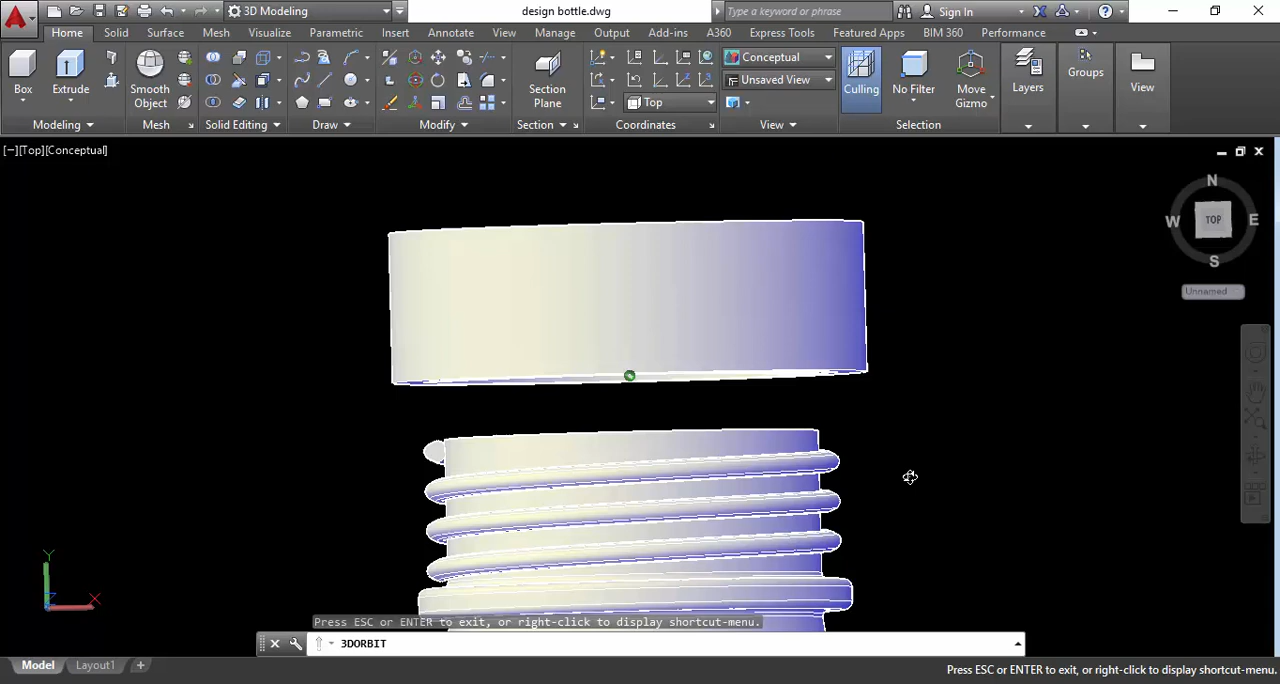 3D Modeling
design bottle.dwg
Type a keyword or phrase
Sign In
Home Solid Surface Mesh Visualize Parametric Insert Annotate View Manage Output Add-ins A360 Express Tools Featured Apps BIM 360 Performance
Box
Extrude
Smooth
Object
Section
Plane
Conceptual
Unsaved View
Top
Culling
No Filter
Move
Gizmo
Layers
Groups
View
Modeling Mesh Solid Editing Draw Modify Section Coordinates View Selection
[−][Top][Conceptual]
N
W TOP E
S
Unnamed
Y
X
Press ESC or ENTER to exit, or right-click to display shortcut-menu.
3DORBIT
Model Layout1 +
Press ESC or ENTER to exit, or right-click to display shortcut-menu.